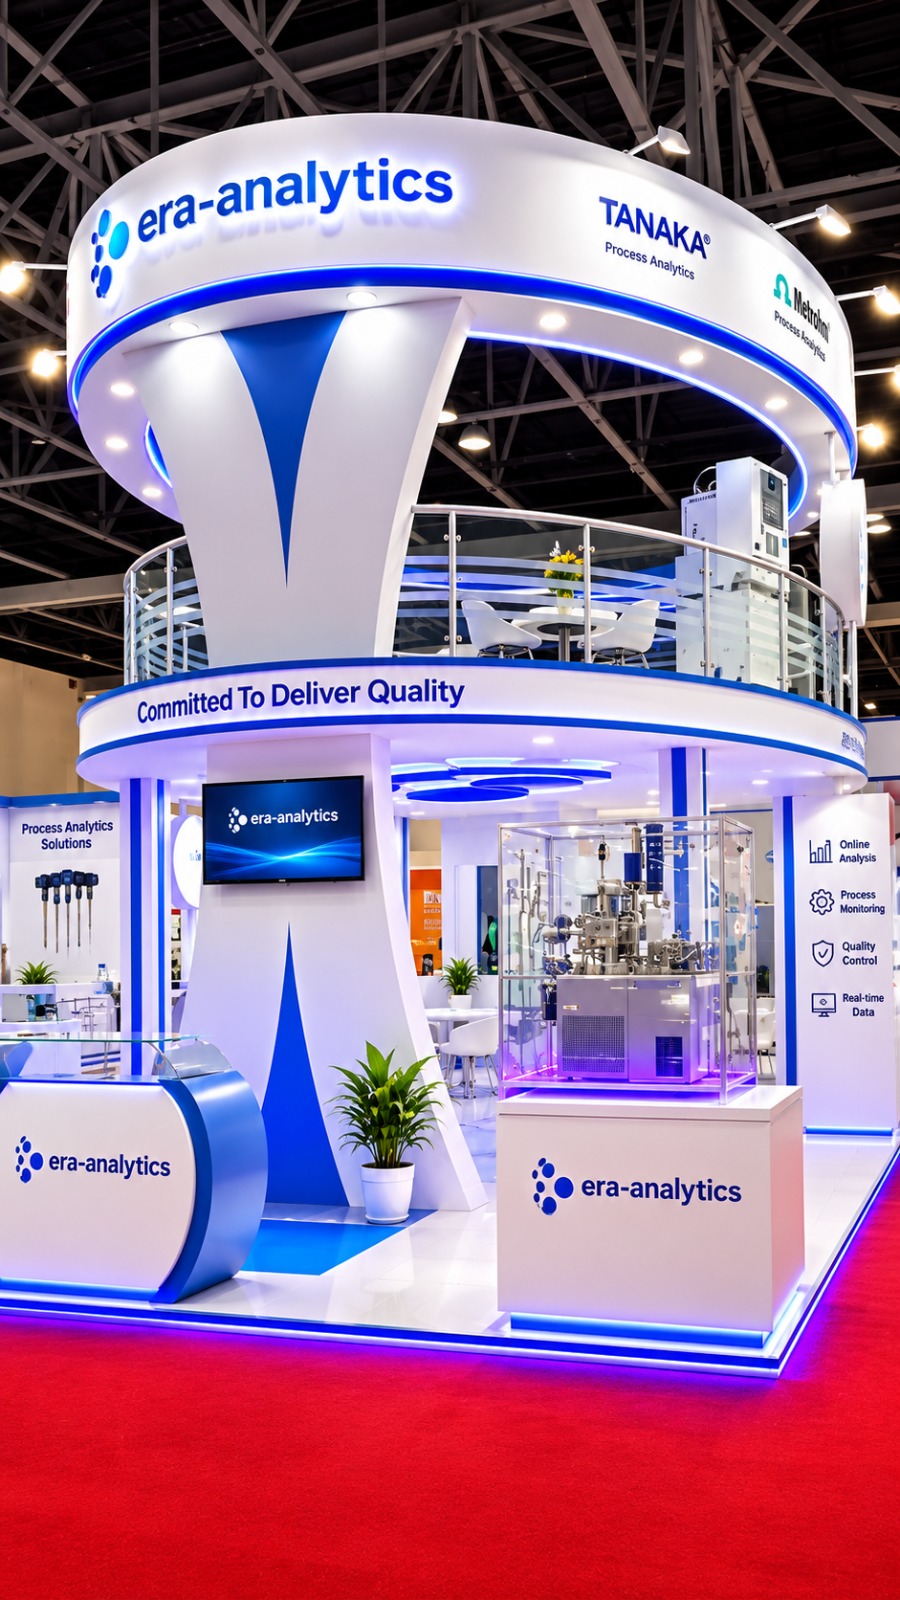 era-analytics
TANAKA®
Process Analytics
Metrohm
Process Analytics
Committed To Deliver Quality
era-analytics
Process Analytics
Solutions
Online
Analysis
Process
Monitoring
Quality
Control
Real-time
Data
era-analytics
era-analytics